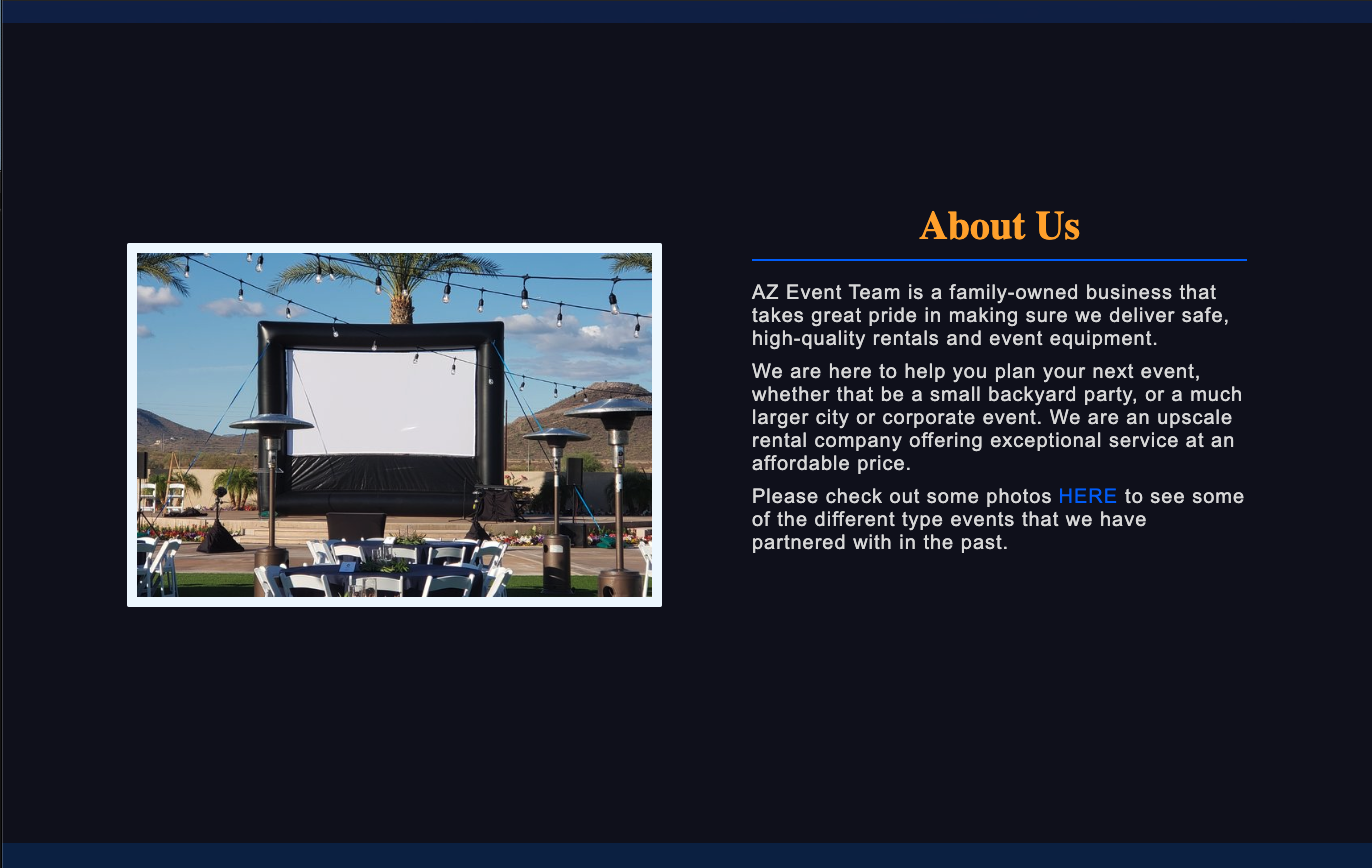 About Us
AZ Event Team is a family-owned business that
takes great pride in making sure we deliver safe,
high-quality rentals and event equipment.
We are here to help you plan your next event,
whether that be a small backyard party, or a much
larger city or corporate event. We are an upscale
rental company offering exceptional service at an
affordable price.
Please check out some photos HERE to see some
of the different type events that we have
partnered with in the past.